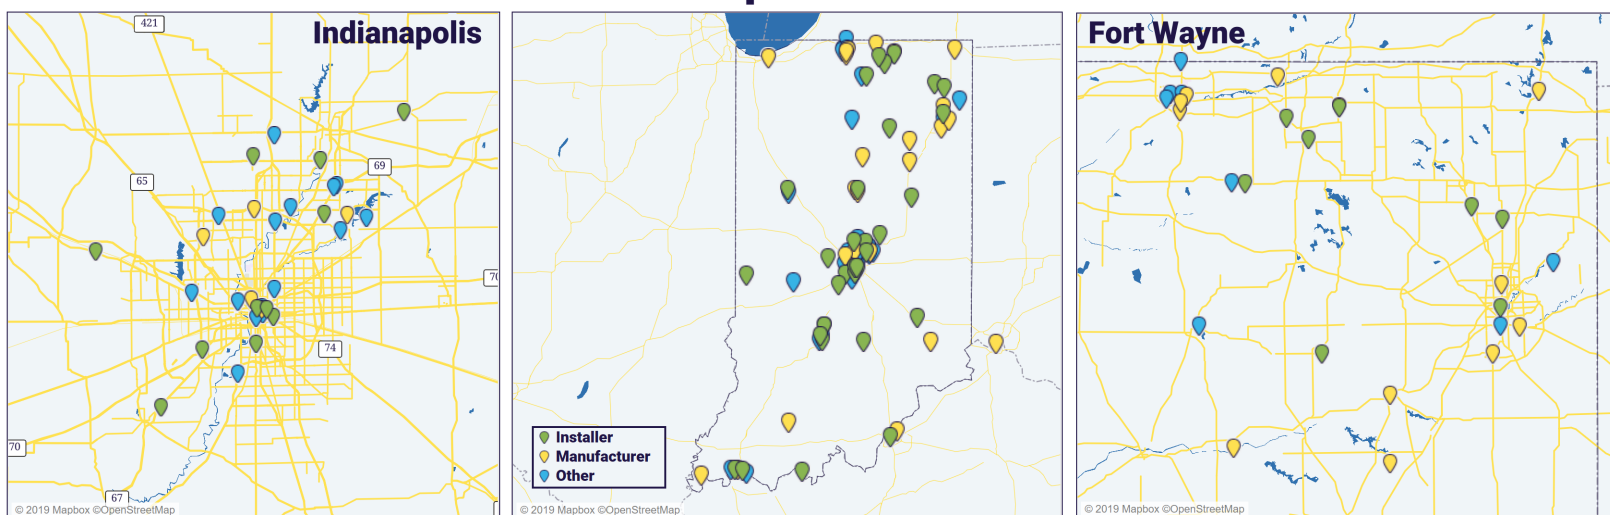 Indianapolis
421
69
65
70
74
70
67
© 2019 Mapbox ©OpenStreetMap
Installer
Manufacturer
Other
© 2019 Mapbox ©OpenStreetMap
Fort Wayne
© 2019 Mapbox ©OpenStreetMap